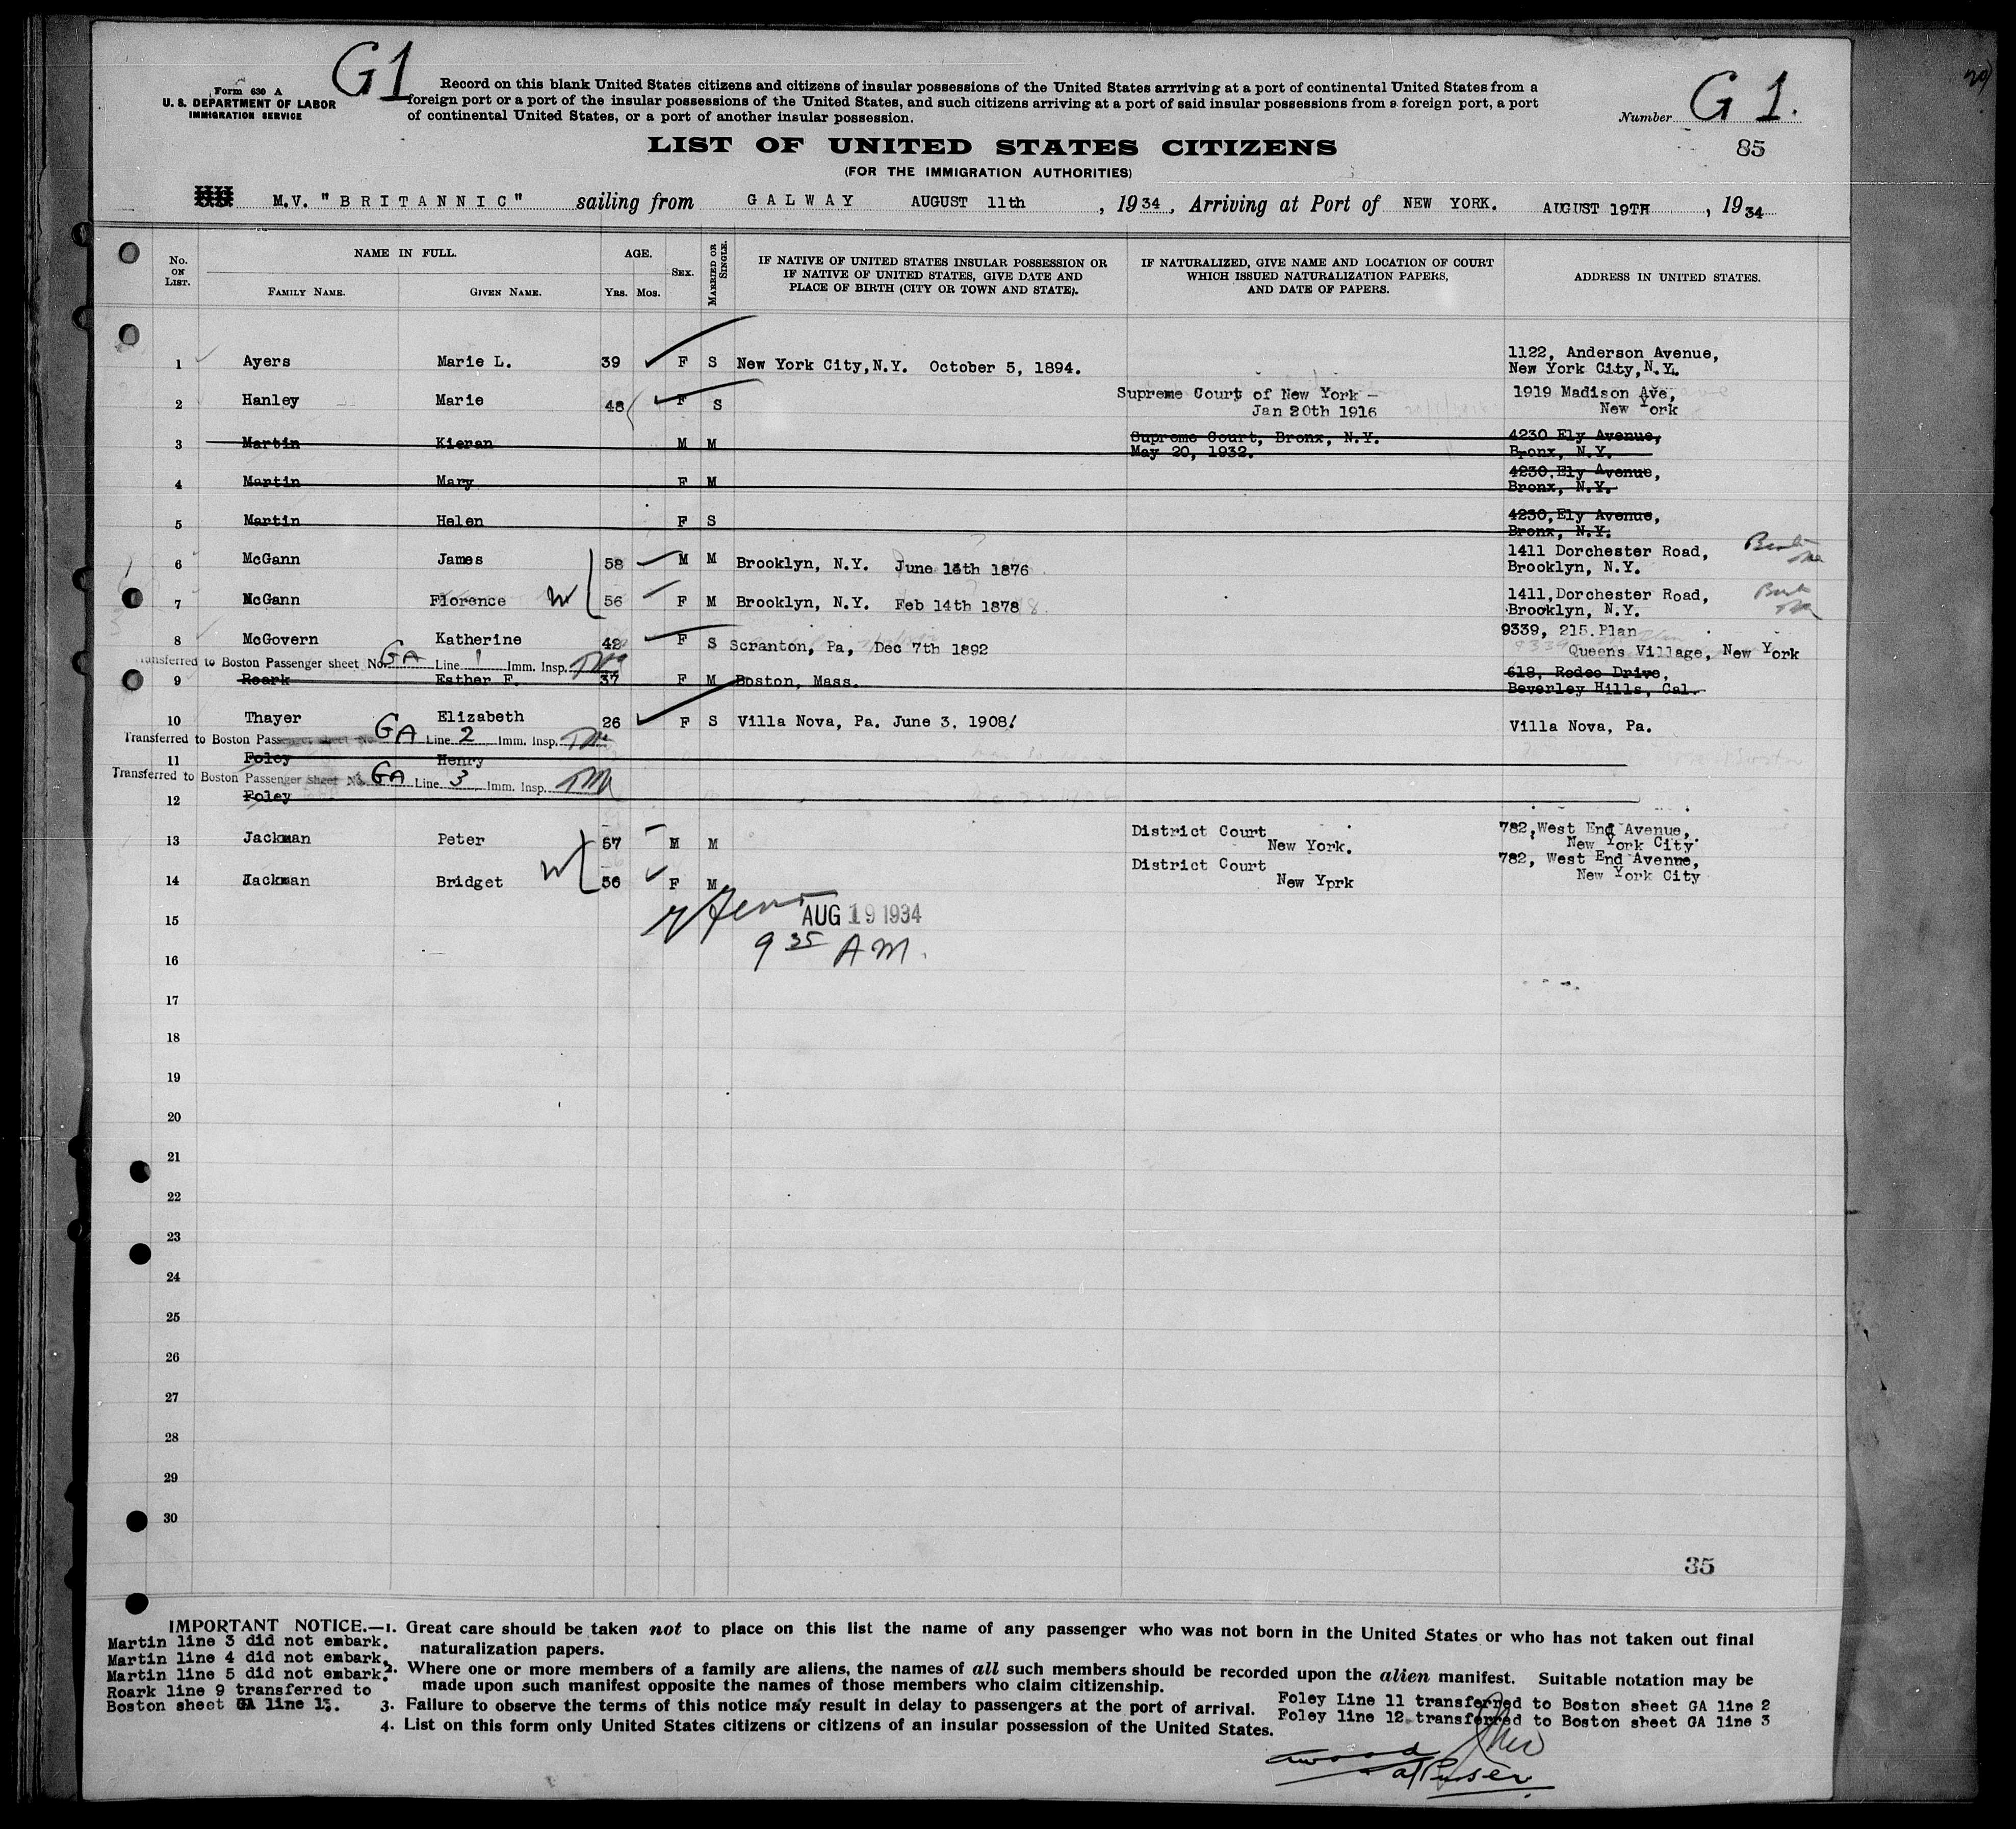 G1
Form 630 A
U. S. DEPARTMENT OF LABOR
IMMIGRATION SERVICE
Record on this blank United States citizens and citizens of insular possessions of the United States arrriving at a port of continental United States from a
foreign port or a port of the insular possessions of the United States, and such citizens arriving at a port of said insular possessions from a foreign port, a port
of continental United States, or a port of another insular possession.
Number G 1.
85
LIST OF UNITED STATES CITIZENS
(FOR THE IMMIGRATION AUTHORITIES)
M.V. "BRITANNIC" sailing from GALWAY AUGUST 11th, 1934, Arriving at Port of NEW YORK. AUGUST 19TH, 1934
No. ON LIST.
NAME IN FULL.
FAMILY NAME. GIVEN NAME.
AGE.
Yrs. Mos.
SEX.
MARRIED OR SINGLE.
IF NATIVE OF UNITED STATES INSULAR POSSESSION OR
IF NATIVE OF UNITED STATES, GIVE DATE AND
PLACE OF BIRTH (CITY OR TOWN AND STATE).
IF NATURALIZED, GIVE NAME AND LOCATION OF COURT
WHICH ISSUED NATURALIZATION PAPERS,
AND DATE OF PAPERS.
ADDRESS IN UNITED STATES.
1 Ayers Marie L. 39 F S New York City, N.Y. October 5, 1894. 1122, Anderson Avenue,
New York City, N.Y.
2 Hanley Marie 48 F S Supreme Court of New York - 1919 Madison Ave,
Jan 20th 1916 New York
3 Martin Kieran M M Supreme Court, Bronx, N.Y. 4230 Ely Avenue,
May 20, 1932. Bronx, N.Y.
4 Martin Mary F M 4230, Ely Avenue,
Bronx, N.Y.
5 Martin Helen F S 4230, Ely Avenue,
Bronx, N.Y.
6 McGann James 58 M M Brooklyn, N.Y. June 14th 1876 1411 Dorchester Road,
Brooklyn, N.Y.
7 McGann Florence W 56 F M Brooklyn, N.Y. Feb 14th 1878 1411, Dorchester Road,
Brooklyn, N.Y.
8 McGovern Katherine 42 F S Scranton, Pa, Dec 7th 1892 9339, 215. Plan
Queens Village, New York
Transferred to Boston Passenger sheet No. GA Line 1 Imm. Insp.
9 Roark Esther F. 37 F M Boston, Mass. 618, Rodeo Drive,
Beverley Hills, Cal.
10 Thayer Elizabeth 26 F S Villa Nova, Pa. June 3, 1908. Villa Nova, Pa.
Transferred to Boston Passenger sheet No. GA Line 2 Imm. Insp.
11 Foley Henry
Transferred to Boston Passenger sheet No. GA Line 3 Imm. Insp.
12 Foley
13 Jackman Peter 57 M M District Court 782, West End Avenue,
New York. New York City
14 Jackman Bridget W 56 F M District Court 782, West End Avenue,
New Yprk New York City
15
AUG 19 1934
9 35 A M.
16
17
18
19
20
21
22
23
24
25
26
27
28
29
30
35
IMPORTANT NOTICE.—1. Great care should be taken not to place on this list the name of any passenger who was not born in the United States or who has not taken out final
naturalization papers.
2. Where one or more members of a family are aliens, the names of all such members should be recorded upon the alien manifest. Suitable notation may be
made upon such manifest opposite the names of those members who claim citizenship.
3. Failure to observe the terms of this notice may result in delay to passengers at the port of arrival.
4. List on this form only United States citizens or citizens of an insular possession of the United States.
Martin line 3 did not embark.
Martin line 4 did not embark.
Martin line 5 did not embark.
Roark line 9 transferred to
Boston sheet GA line 1.
Foley Line 11 transferred to Boston sheet GA line 2
Foley line 12 transferred to Boston sheet GA line 3
Purser